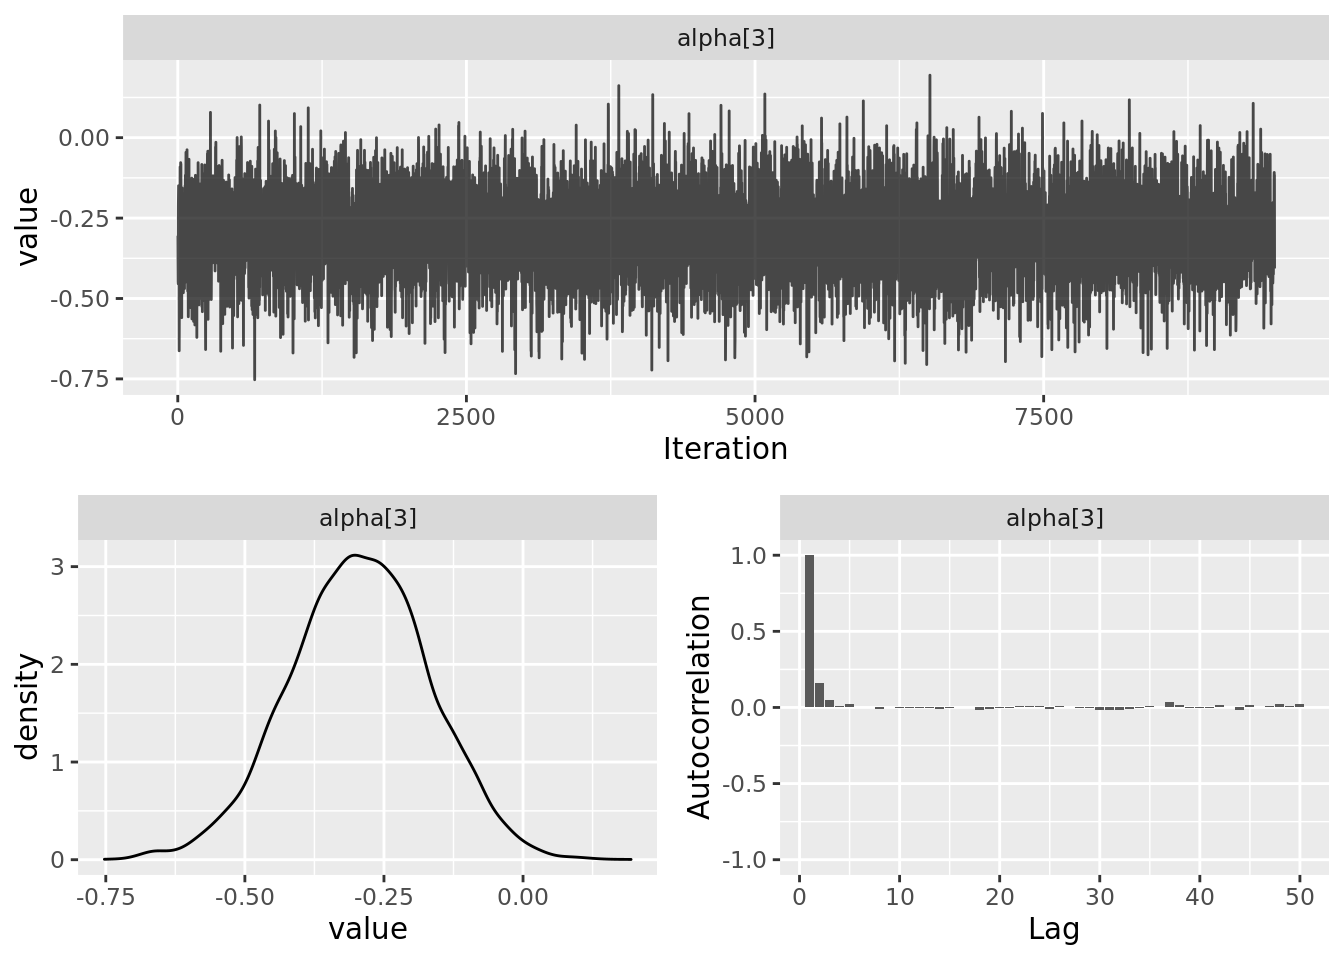 alpha[3]
value
0.00
-0.25
-0.50
-0.75
0 2500 5000 7500
Iteration
alpha[3]
density
3
2
1
0
-0.75 -0.50 -0.25 0.00
value
alpha[3]
Autocorrelation
1.0
0.5
0.0
-0.5
-1.0
0 10 20 30 40 50
Lag